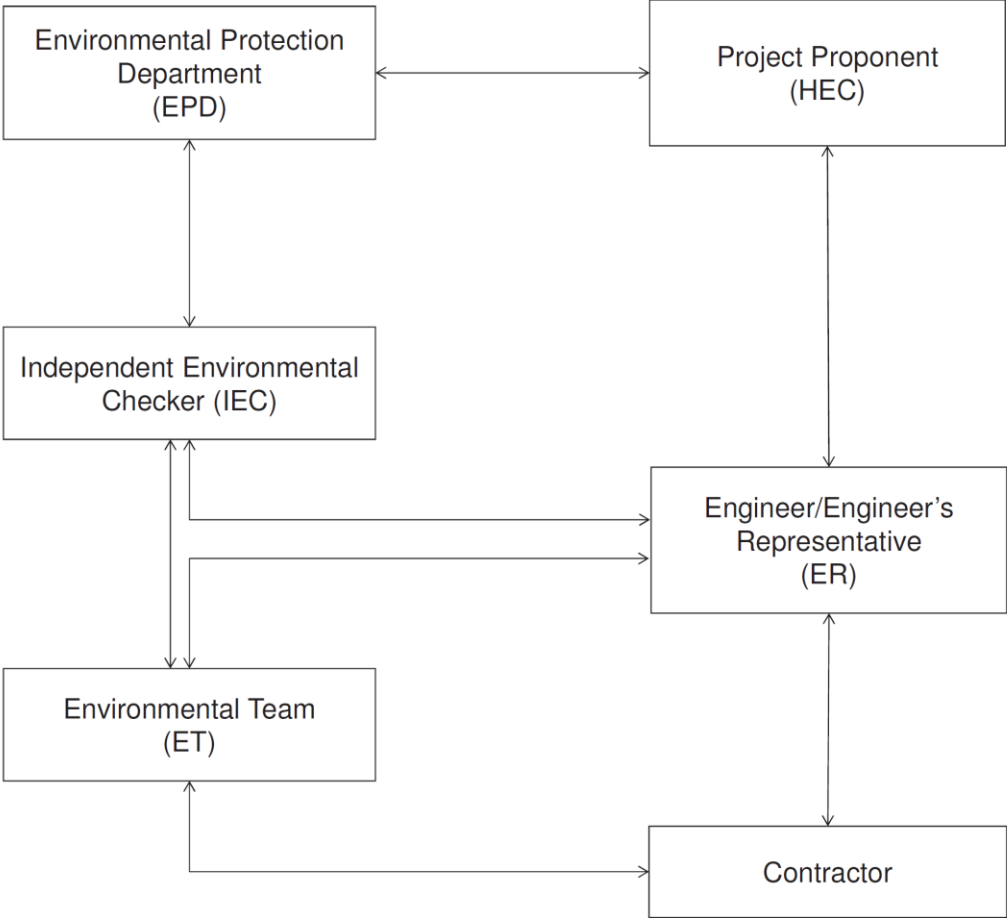 Environmental Protection
Department
(EPD)
Project Proponent
(HEC)
Independent Environmental
Checker (IEC)
Engineer/Engineer’s
Representative
(ER)
Environmental Team
(ET)
Contractor